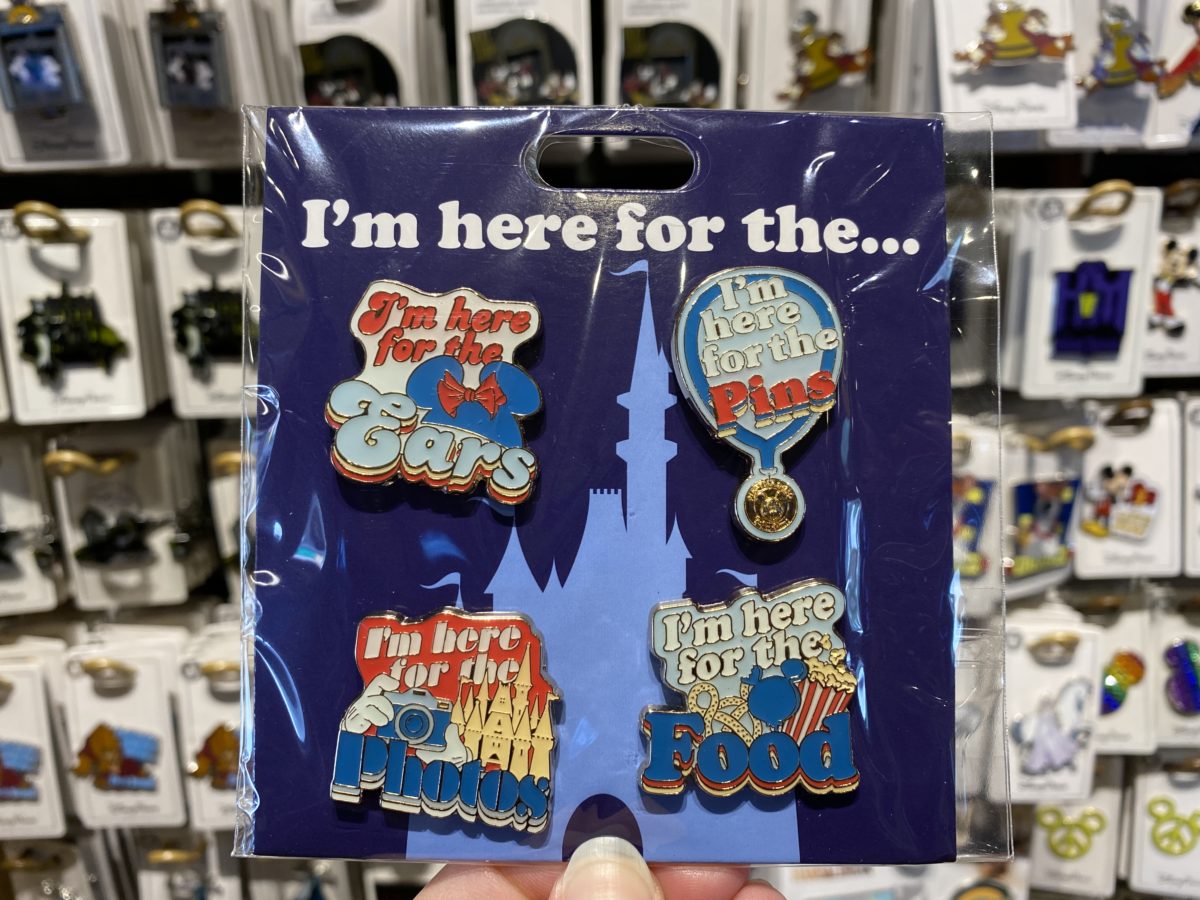 I'm here for the...
I'm here
for the
Ears
I'm
here
for the
Pins
I'm here
for the
Photos
I'm here
for the
Food